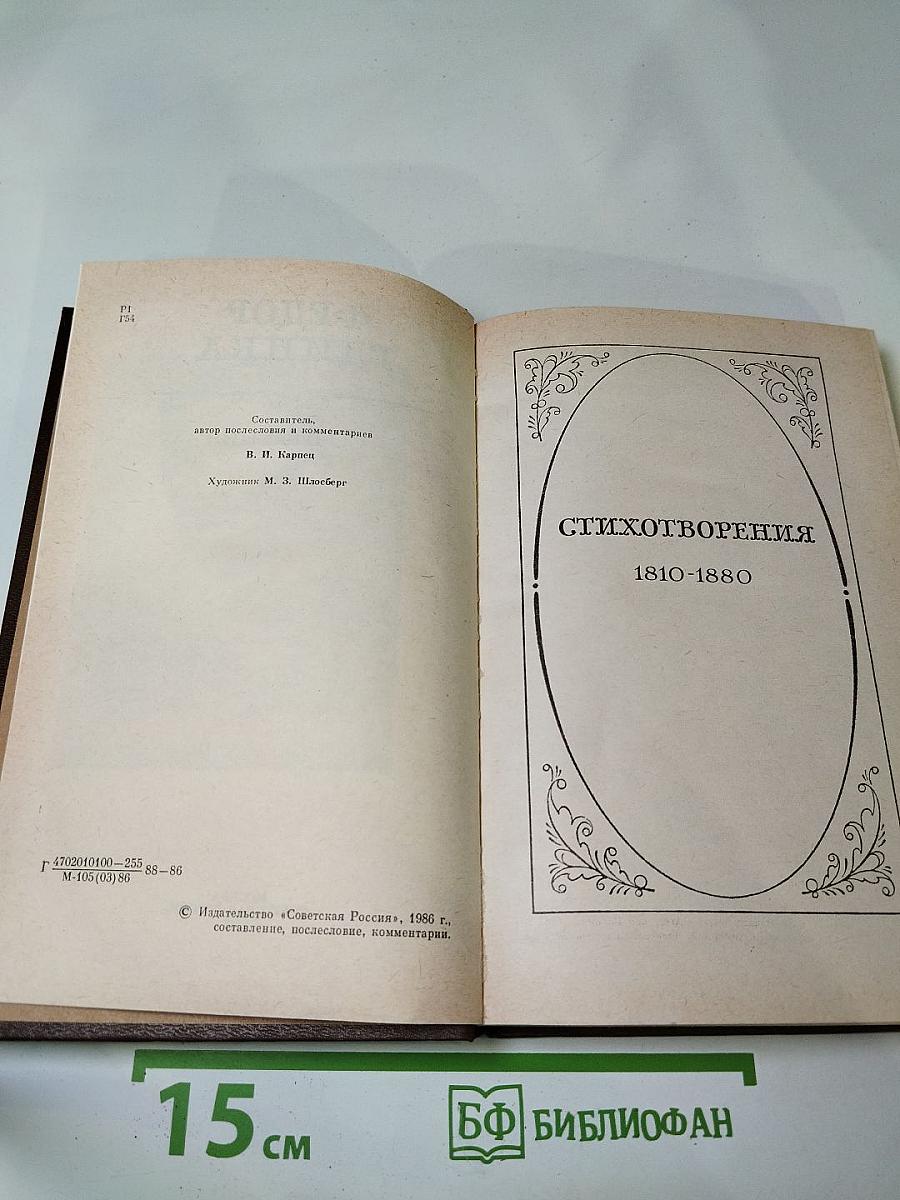 Р1
Г54
Составитель,
автор послесловия и комментариев
В. И. Карпец
Художник М. З. Шлосберг
Г 4702010100—255 88—86
М-105(03)86
© Издательство «Советская Россия», 1986 г.,
составление, послесловие, комментарии.
СТИХОТВОРЕНИЯ
1810-1880
15 см
БФ БИБЛИОФАН